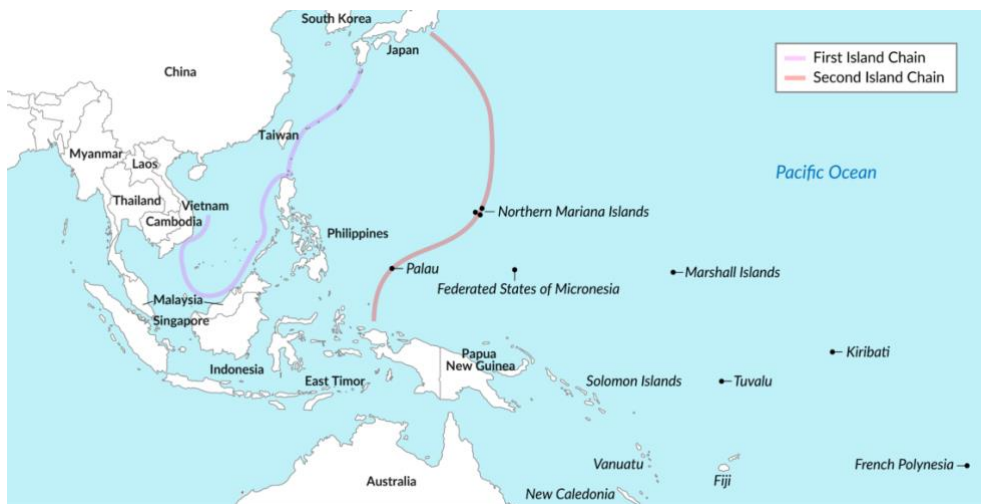 South Korea
Japan
China
First Island Chain
Second Island Chain
Taiwan
Myanmar
Laos
Pacific Ocean
Thailand
Vietnam
Cambodia
Northern Mariana Islands
Philippines
Palau
Federated States of Micronesia
Marshall Islands
Malaysia
Singapore
Indonesia
East Timor
Papua
New Guinea
Solomon Islands
Tuvalu
Kiribati
Vanuatu
Fiji
French Polynesia
Australia
New Caledonia